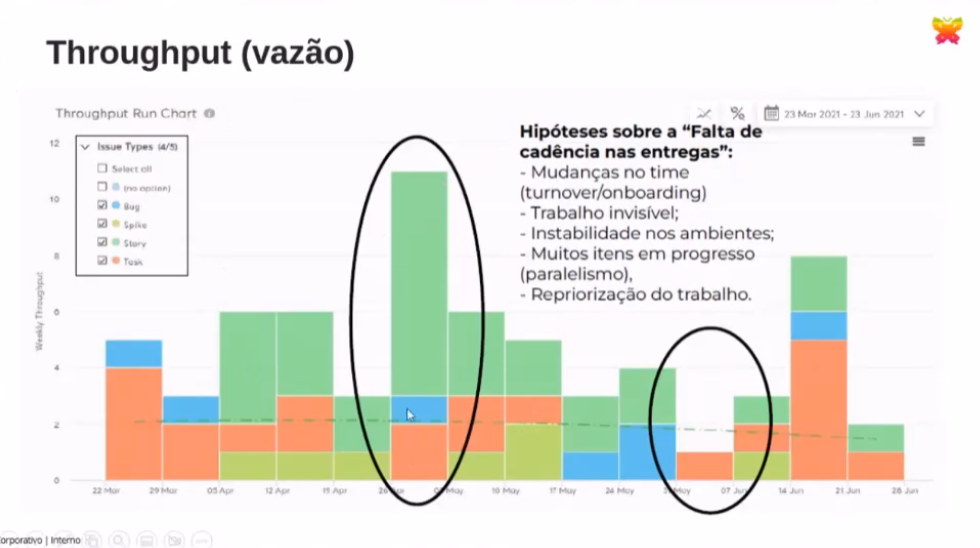 Throughput (vazão)
Throughput Run Chart
23 Mar 2021 - 23 Jun 2021
Issue Types (4/5)
Select all
(no option)
Bug
Spike
Story
Task
Hipóteses sobre a “Falta de
cadência nas entregas”:
- Mudanças no time
(turnover/onboarding)
- Trabalho invisível;
- Instabilidade nos ambientes;
- Muitos itens em progresso
(paralelismo),
- Repriorização do trabalho.
Weekly Throughput
12
10
8
6
4
2
0
22 Mar 29 Mar 05 Apr 12 Apr 19 Apr 26 May 10 May 17 May 24 May 07 Jun 14 Jun 21 Jun 28 Jun
orporativo | Interno